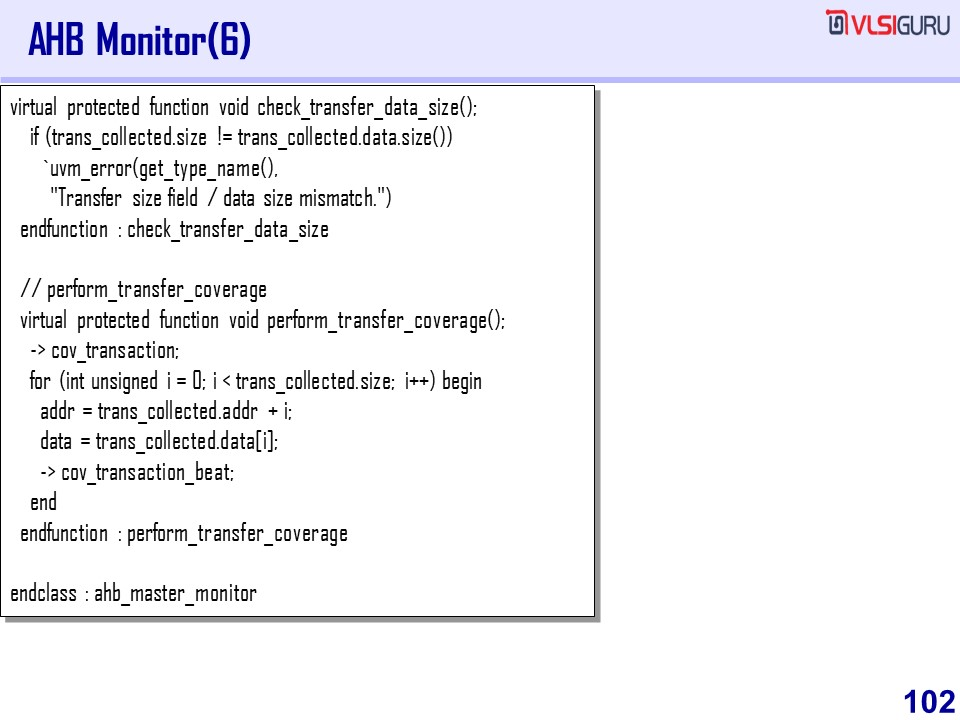 AHB Monitor(6)
VLSIGURU
virtual protected function void check_transfer_data_size();
if (trans_collected.size != trans_collected.data.size())
`uvm_error(get_type_name(),
"Transfer size field / data size mismatch.")
endfunction : check_transfer_data_size
// perform_transfer_coverage
virtual protected function void perform_transfer_coverage();
-> cov_transaction;
for (int unsigned i = 0; i < trans_collected.size; i++) begin
addr = trans_collected.addr + i;
data = trans_collected.data[i];
-> cov_transaction_beat;
end
endfunction : perform_transfer_coverage
endclass : ahb_master_monitor
102